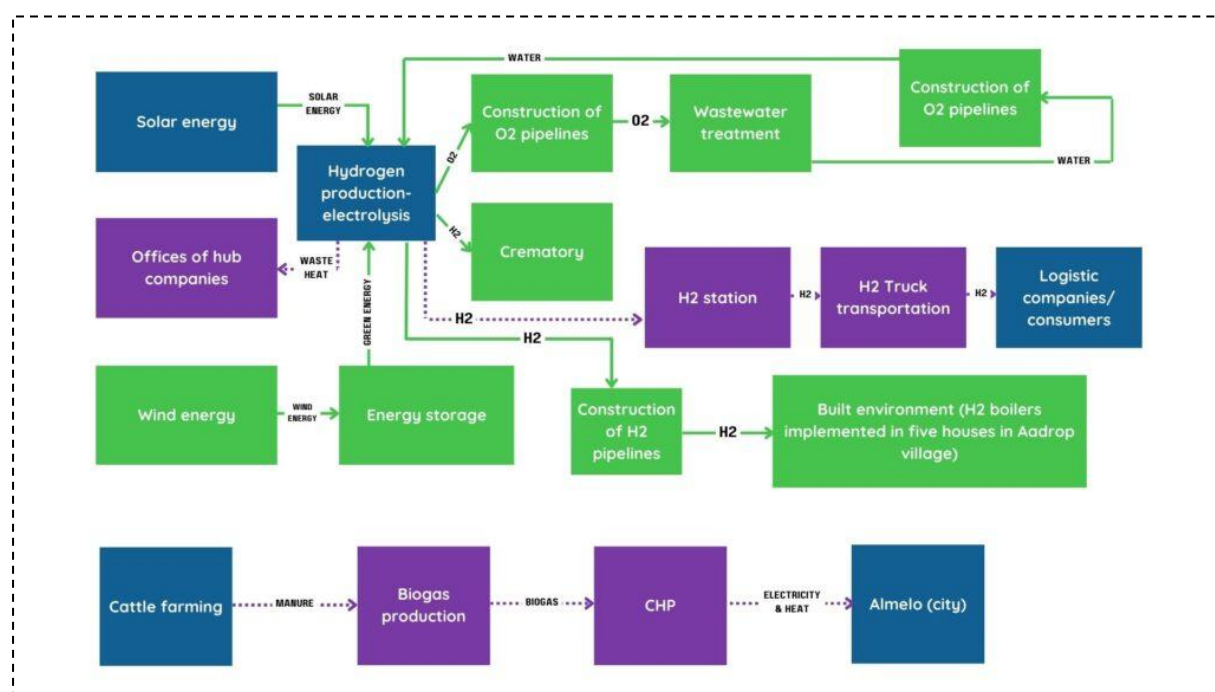 WATER
Solar energy
SOLAR
ENERGY
Construction of
O2 pipelines
O2
Wastewater
treatment
Construction of
O2 pipelines
WATER
Hydrogen
production-
electrolysis
O2
H2
Crematory
Offices of hub
companies
WASTE
HEAT
GREEN ENERGY
H2
H2 station
H2
H2 Truck
transportation
H2
Logistic
companies/
consumers
H2
Wind energy
WIND
ENERGY
Energy storage
Construction
of H2
pipelines
H2
Built environment (H2 boilers
implemented in five houses in Aadrop
village)
Cattle farming
MANURE
Biogas
production
BIOGAS
CHP
ELECTRICITY
& HEAT
Almelo (city)